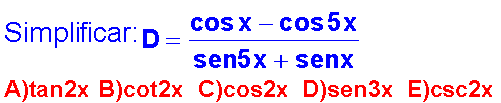 Simplificar: D = (cos x − cos 5x) / (sen5x + senx)
A)tan2x B)cot2x C)cos2x D)sen3x E)csc2x